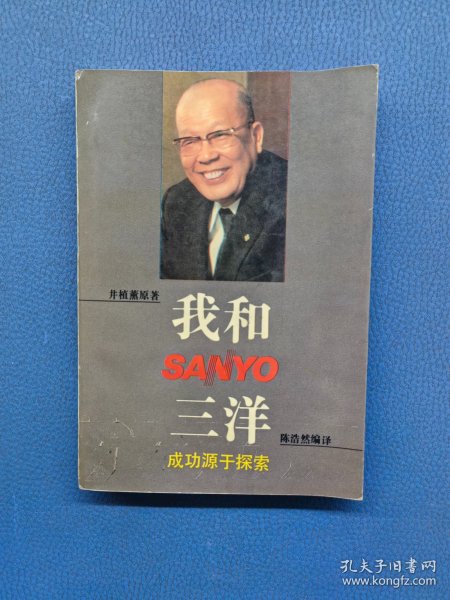 井植薰原著
我和
SANYO
三洋
陈浩然编译
成功源于探索
孔夫子旧书网
www.kongfz.com